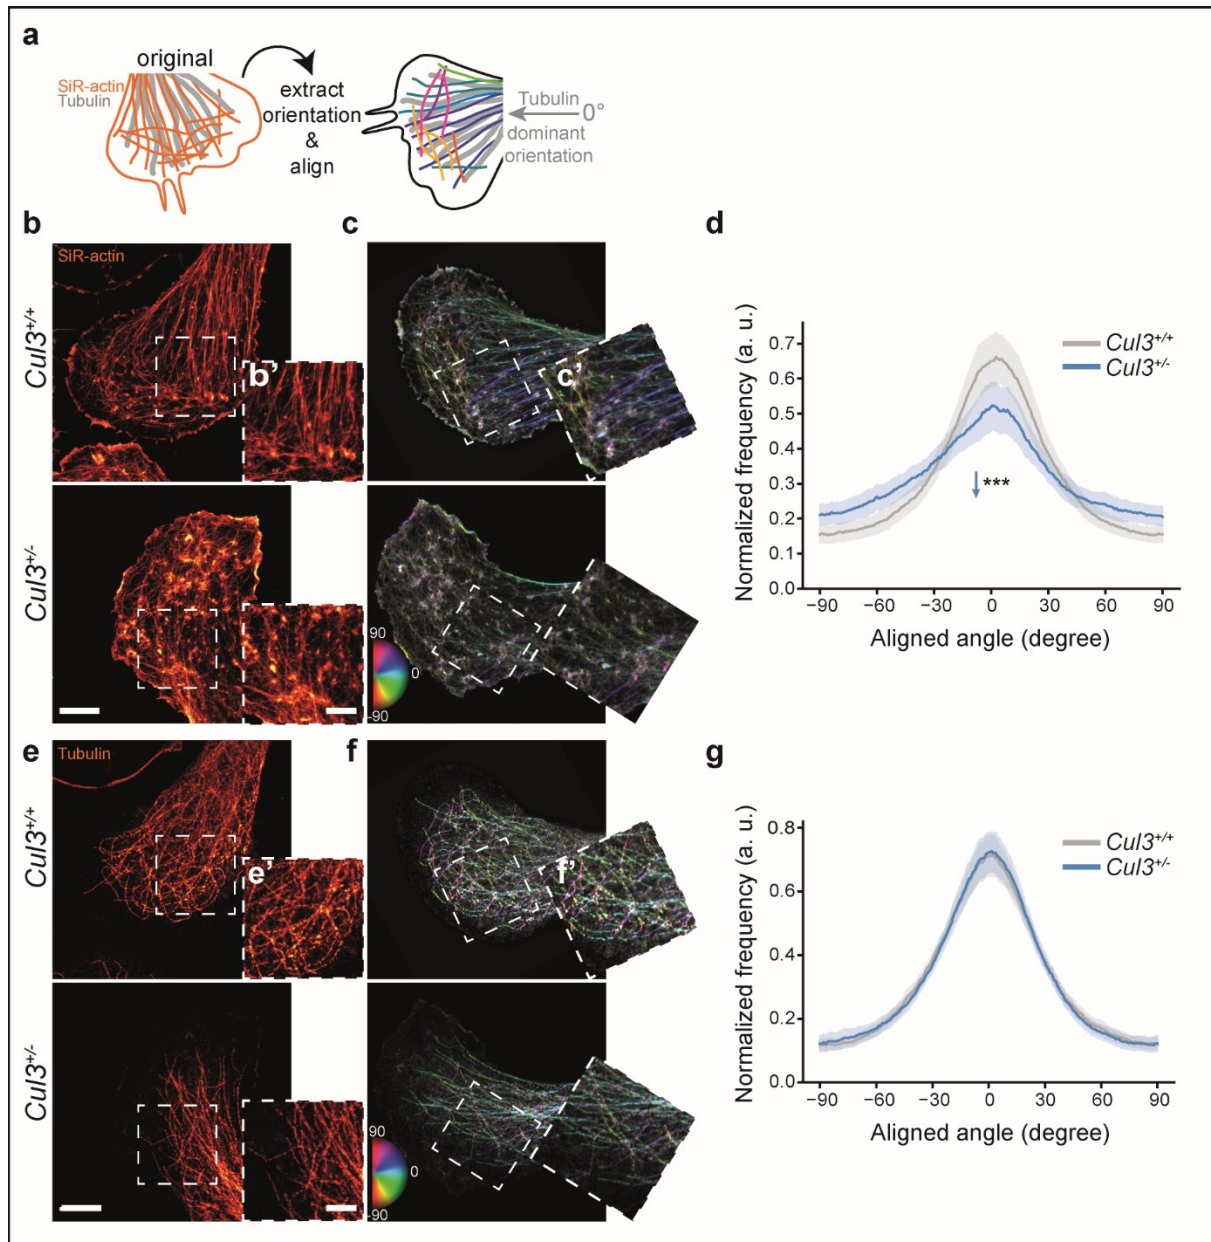 a
original
SiR-actin
Tubulin
extract
orientation
&
align
Tubulin
0°
dominant
orientation
b
c
d
SiR-actin
Cul3+/+
b'
c'
Cul3+/-
90
0
-90
Normalized frequency (a. u.)
0.7
0.6
0.5
0.4
0.3
0.2
0.1
0.0
Cul3+/+
Cul3+/-
***
−90 −60 −30 0 30 60 90
Aligned angle (degree)
e
f
g
Tubulin
Cul3+/+
e'
f'
Cul3+/-
90
0
-90
Normalized frequency (a. u.)
0.8
0.6
0.4
0.2
0.0
Cul3+/+
Cul3+/-
−90 −60 −30 0 30 60 90
Aligned angle (degree)